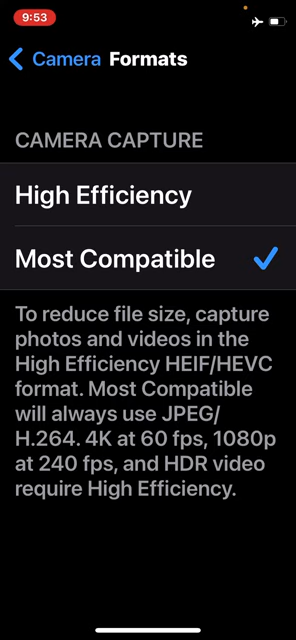 9:53
Camera Formats
CAMERA CAPTURE
High Efficiency
Most Compatible
To reduce file size, capture
photos and videos in the
High Efficiency HEIF/HEVC
format. Most Compatible
will always use JPEG/
H.264. 4K at 60 fps, 1080p
at 240 fps, and HDR video
require High Efficiency.